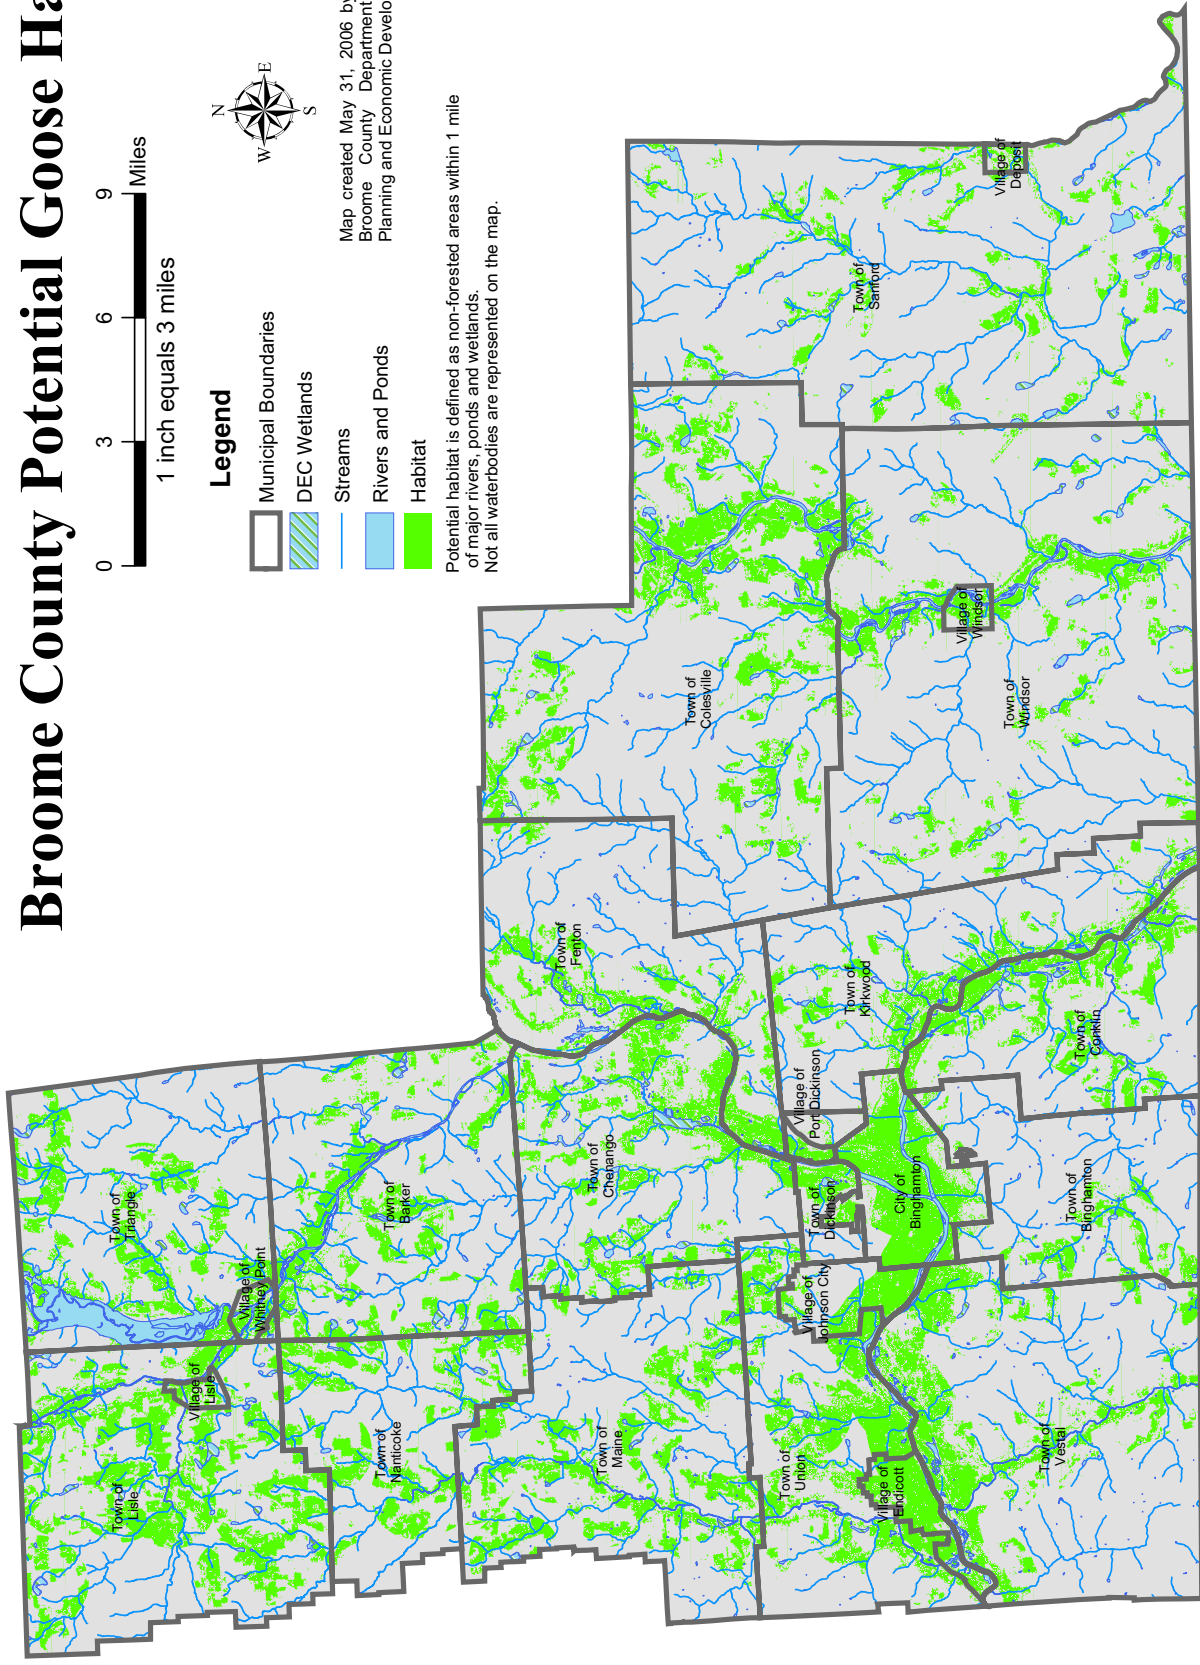 Broome County Potential Goose Ha
0 3 6 9 Miles
1 inch equals 3 miles
N
W
E
S
Legend
Municipal Boundaries
DEC Wetlands
Streams
Rivers and Ponds
Habitat
Map created May 31, 2006 by
Broome County Department
Planning and Economic Develo
Potential habitat is defined as non-forested areas within 1 mile
of major rivers, ponds and wetlands.
Not all waterbodies are represented on the map.
Town of
Lisle
Village of
Lisle
Town of
Triangle
Village of
Whitney Point
Town of
Nanticoke
Town of
Barker
Town of
Maine
Town of
Chenango
Town of
Fenton
Town of
Colesville
Town of
Sanford
Village of
Deposit
Town of
Union
Village of
Endicott
Village of
Johnson City
Town of
Dickinson
Village of
Port Dickinson
City of
Binghamton
Town of
Kirkwood
Village of
Windsor
Town of
Windsor
Town of
Vestal
Town of
Binghamton
Town of
Conklin